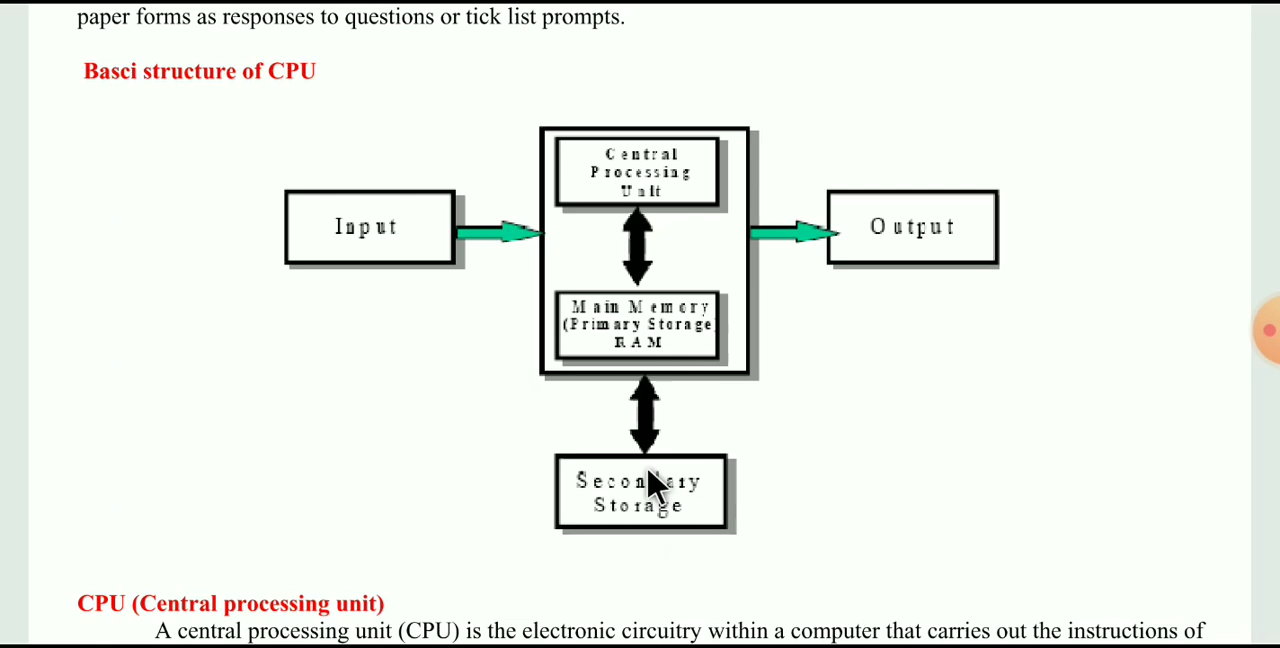 paper forms as responses to questions or tick list prompts.
Basci structure of CPU
Central
Processing
Unit
Input
Output
Main Memory
(Primary Storage
RAM
Storage
CPU (Central processing unit)
A central processing unit (CPU) is the electronic circuitry within a computer that carries out the instructions of